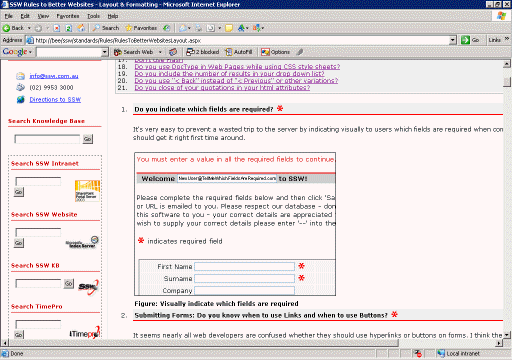 SSW Rules to Better Websites - Layout & Formatting - Microsoft Internet Explorer
File Edit View Favorites Tools Help
Back Search Favorites
Address http://bee/ssw/standards/Rules/RulesToBetterWebsitesLayout.aspx Go Links
Google Search Web 2 blocked AutoFill Options
info@ssw.com.au
(02) 9953 3000
Directions to SSW
Search Knowledge Base
Go
Search SSW Intranet
Go
SharePoint
Portal Server
Search SSW Website
Go
Index Server
Search SSW KB
Go
SSW
Search TimePro
Go
Timepro
18. Do you use DocType in Web Pages while using CSS style sheets?
19. Do you include the number of results in your drop down list?
20. Do you use "< Back" instead of "< Previous" or other variations?
21. Do you close of your quotations in your html attributes?
1. Do you indicate which fields are required? *
It's very easy to prevent a wasted trip to the server by indicating visually to users which fields are required when con
should get it right first time around.
You must enter a value in all the required fields to continue.
Welcome NewUser@TellMeWhichFieldsAreRequired.com to SSW!
Please complete the required fields below and then click 'Sa
or URL is emailed to you. Please respect our database - don
this software to you - your correct details are appreciated
wish to supply your correct details please enter '--' into the
* indicates required field
First Name *
Surname *
Company
Figure: Visually indicate which fields are required
2. Submitting Forms: Do you know when to use Links and when to use Buttons? *
It seems nearly all web developers are confused whether they should use hyperlinks or buttons on forms. I think the
Done Local intranet